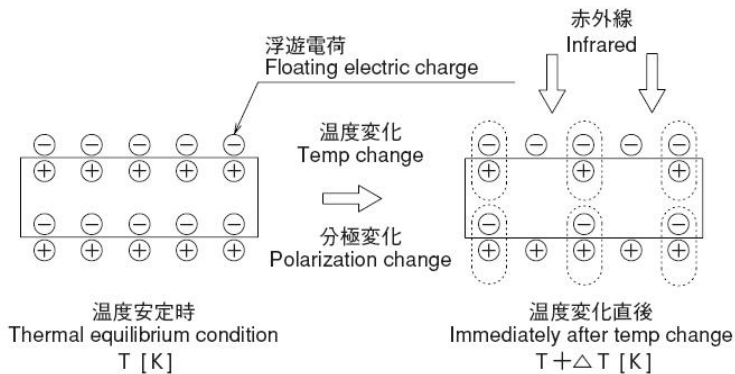 浮遊電荷
Floating electric charge
赤外線
Infrared
温度変化
Temp change
分極変化
Polarization change
温度安定時
Thermal equilibrium condition
T [K]
温度変化直後
Immediately after temp change
T+△T [K]
− − − − −
+ + + + +
− − − − −
+ + + + +
− − − − −
+ + +
− − −
+ + + + +